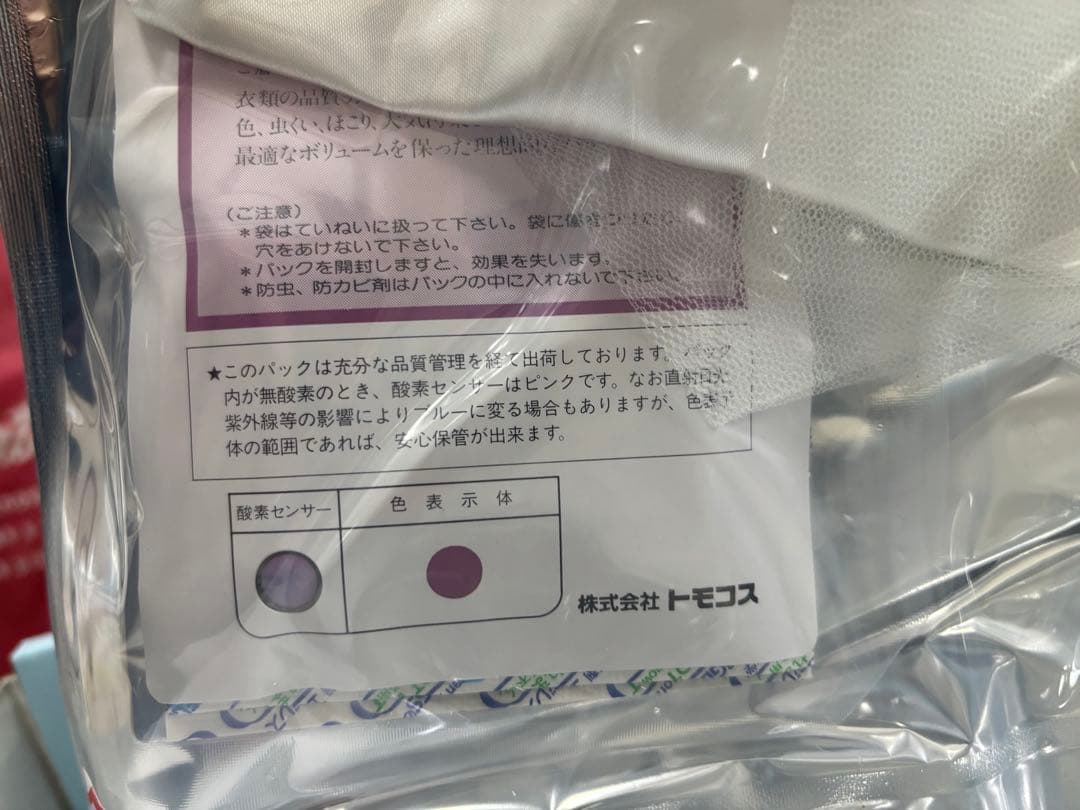 衣類の品質
色、虫くい、ほこり、大気汚
最適なボリュームを保った理想的
(ご注意)
*袋はていねいに扱って下さい。袋に傷
穴をあけないで下さい。
*パックを開封しますと、効果を失います。
*防虫、防カビ剤はパックの中に入れないで下さい。
★このパックは充分な品質管理を経て出荷しております。パック
内が無酸素のとき、酸素センサーはピンクです。なお直射日光
紫外線等の影響によりブルーに変る場合もありますが、色表示
体の範囲であれば、安心保管が出来ます。
酸素センサー 色表示体
株式会社トモコス